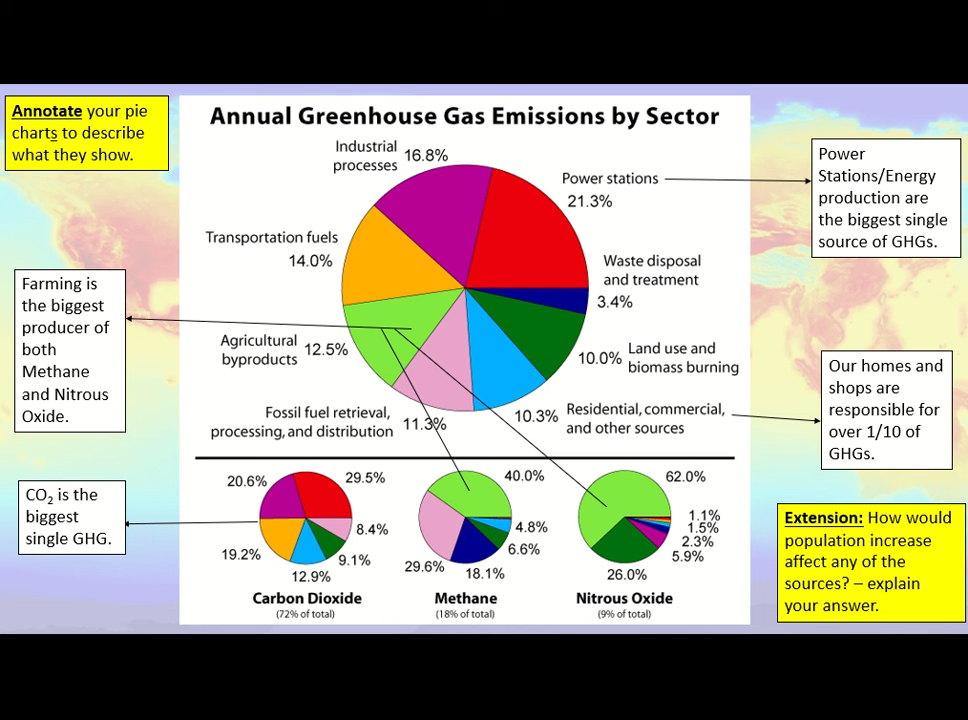 Annotate your pie
charts to describe
what they show.
Annual Greenhouse Gas Emissions by Sector
Industrial
processes
16.8%
Power stations
21.3%
Power
Stations/Energy
production are
the biggest single
source of GHGs.
Transportation fuels
14.0%
Waste disposal
and treatment
3.4%
Farming is
the biggest
producer of
both
Methane
and Nitrous
Oxide.
Agricultural
byproducts
12.5%
10.0%
Land use and
biomass burning
Our homes and
shops are
responsible for
over 1/10 of
GHGs.
Fossil fuel retrieval,
processing, and distribution
11.3%
10.3%
Residential, commercial,
and other sources
CO2 is the
biggest
single GHG.
20.6%
29.5%
8.4%
9.1%
12.9%
19.2%
Carbon Dioxide
(72% of total)
40.0%
4.8%
6.6%
18.1%
29.6%
Methane
(18% of total)
62.0%
1.1%
1.5%
2.3%
5.9%
26.0%
Nitrous Oxide
(9% of total)
Extension: How would
population increase
affect any of the
sources? – explain
your answer.